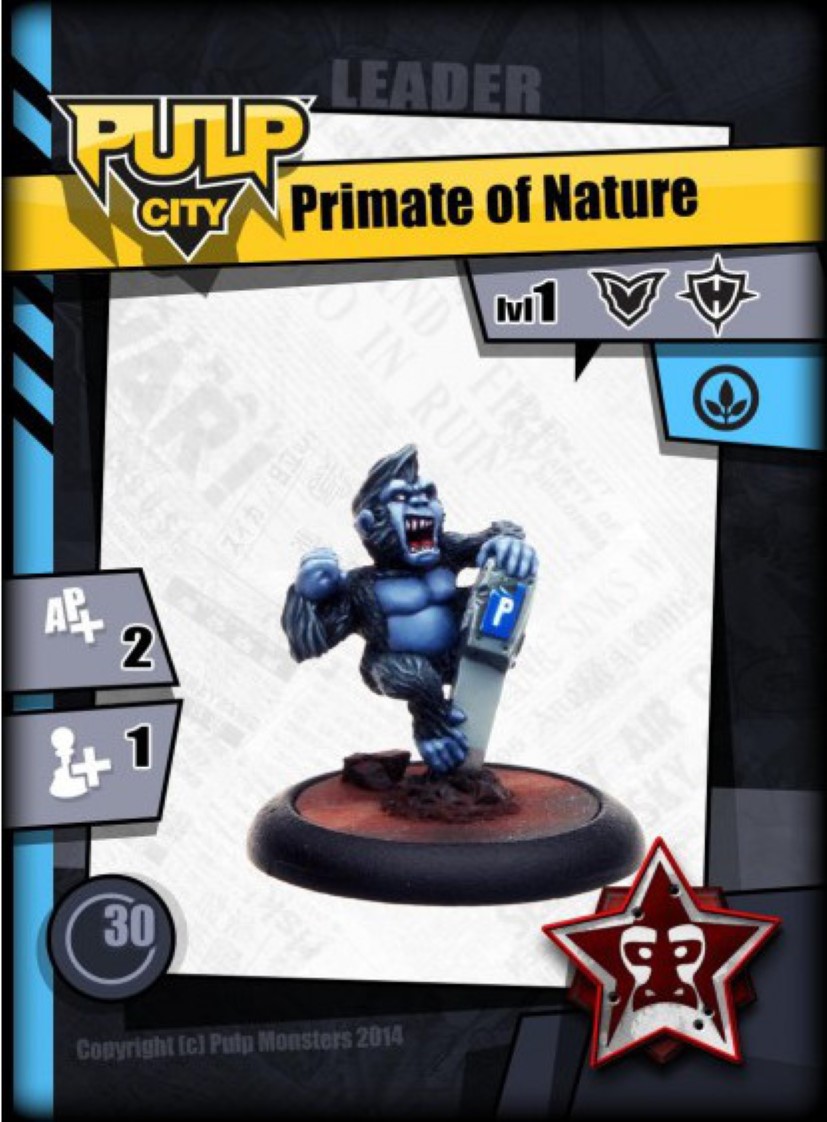 LEADER
PULP
CITY
Primate of Nature
lvl1
H
AP+
2
P
+
1
30
Copyright (c) Pulp Monsters 2014